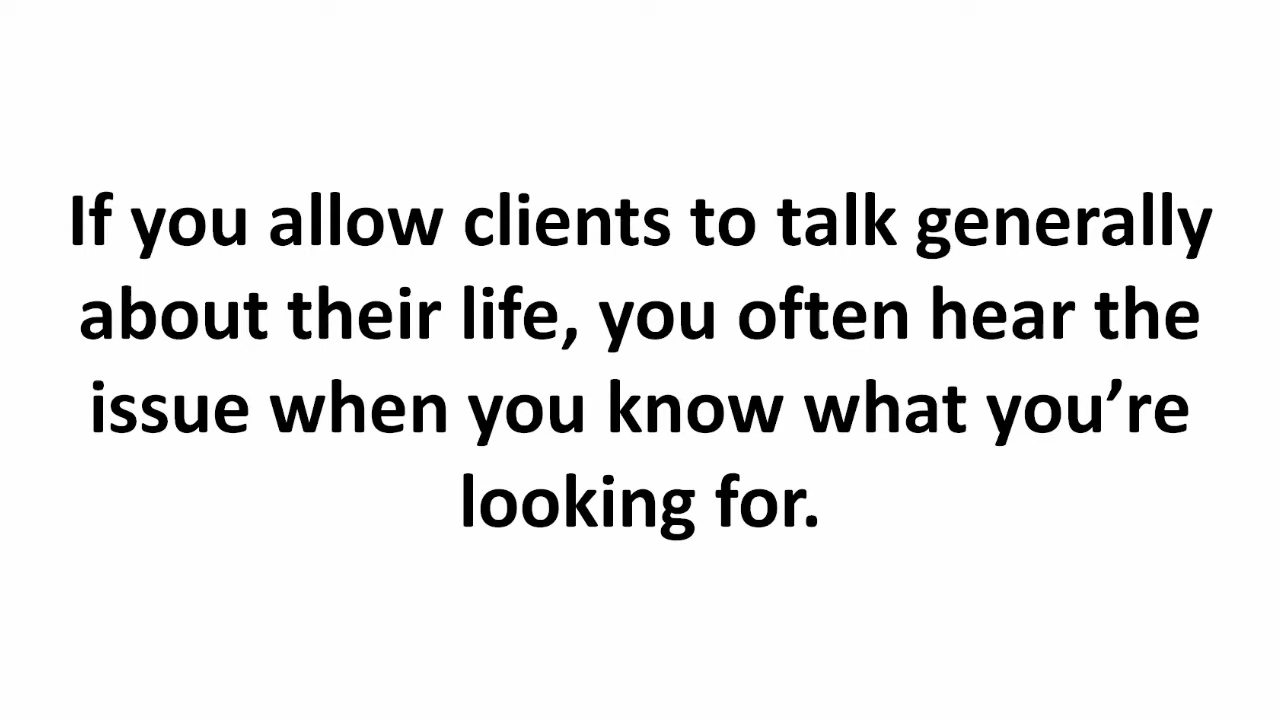 If you allow clients to talk generally
about their life, you often hear the
issue when you know what you’re
looking for.